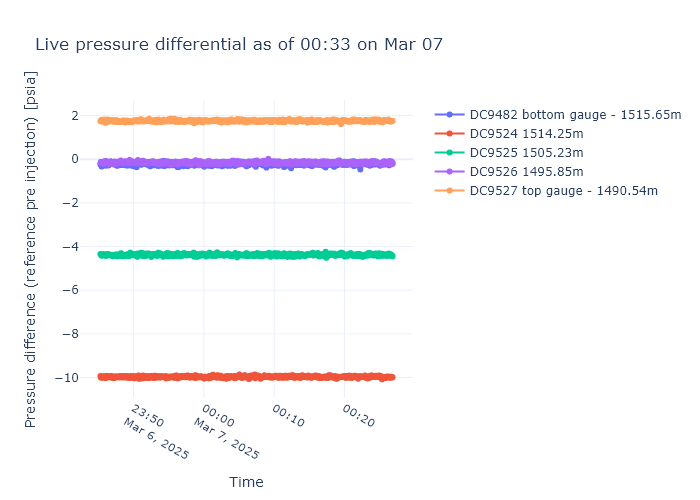 Live pressure differential as of 00:33 on Mar 07
Pressure difference (reference pre injection) [psia]
2
0
−2
−4
−6
−8
−10
23:50
Mar 6, 2025
00:00
Mar 7, 2025
00:10
00:20
Time
DC9482 bottom gauge - 1515.65m
DC9524 1514.25m
DC9525 1505.23m
DC9526 1495.85m
DC9527 top gauge - 1490.54m